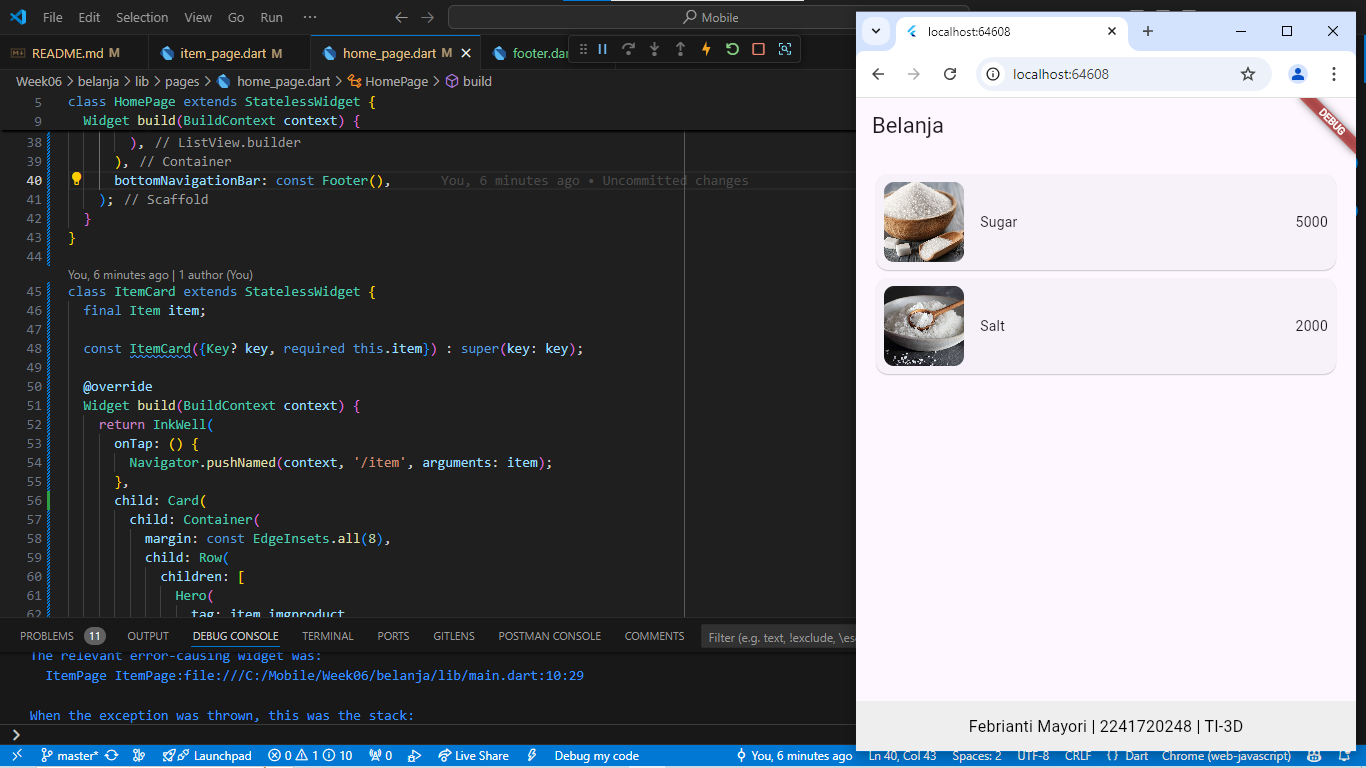 File Edit Selection View Go Run ··· Mobile
README.md M item_page.dart M home_page.dart M footer.dar
Week06 > belanja > lib > pages > home_page.dart > HomePage > build
5 class HomePage extends StatelessWidget {
9 Widget build(BuildContext context) {
38 ), // ListView.builder
39 ), // Container
40 bottomNavigationBar: const Footer(), You, 6 minutes ago • Uncommitted changes
41 ); // Scaffold
42 }
43 }
44
You, 6 minutes ago | 1 author (You)
45 class ItemCard extends StatelessWidget {
46 final Item item;
47
48 const ItemCard({Key? key, required this.item}) : super(key: key);
49
50 @override
51 Widget build(BuildContext context) {
52 return InkWell(
53 onTap: () {
54 Navigator.pushNamed(context, '/item', arguments: item);
55 },
56 child: Card(
57 child: Container(
58 margin: const EdgeInsets.all(8),
59 child: Row(
60 children: [
61 Hero(
62 tag: item.imgproduct
PROBLEMS 11 OUTPUT DEBUG CONSOLE TERMINAL PORTS GITLENS POSTMAN CONSOLE COMMENTS Filter (e.g. text, !exclude, \esc
The relevant error-causing widget was:
ItemPage ItemPage:file:///C:/Mobile/Week06/belanja/lib/main.dart:10:29
When the exception was thrown, this was the stack:
master* Launchpad 0 1 10 0 Live Share Debug my code You, 6 minutes ago Ln 40, Col 43 Spaces: 2 UTF-8 CRLF {} Dart Chrome (web-javascript)
localhost:64608
localhost:64608
Belanja
DEBUG
Sugar 5000
Salt 2000
Febrianti Mayori | 2241720248 | TI-3D